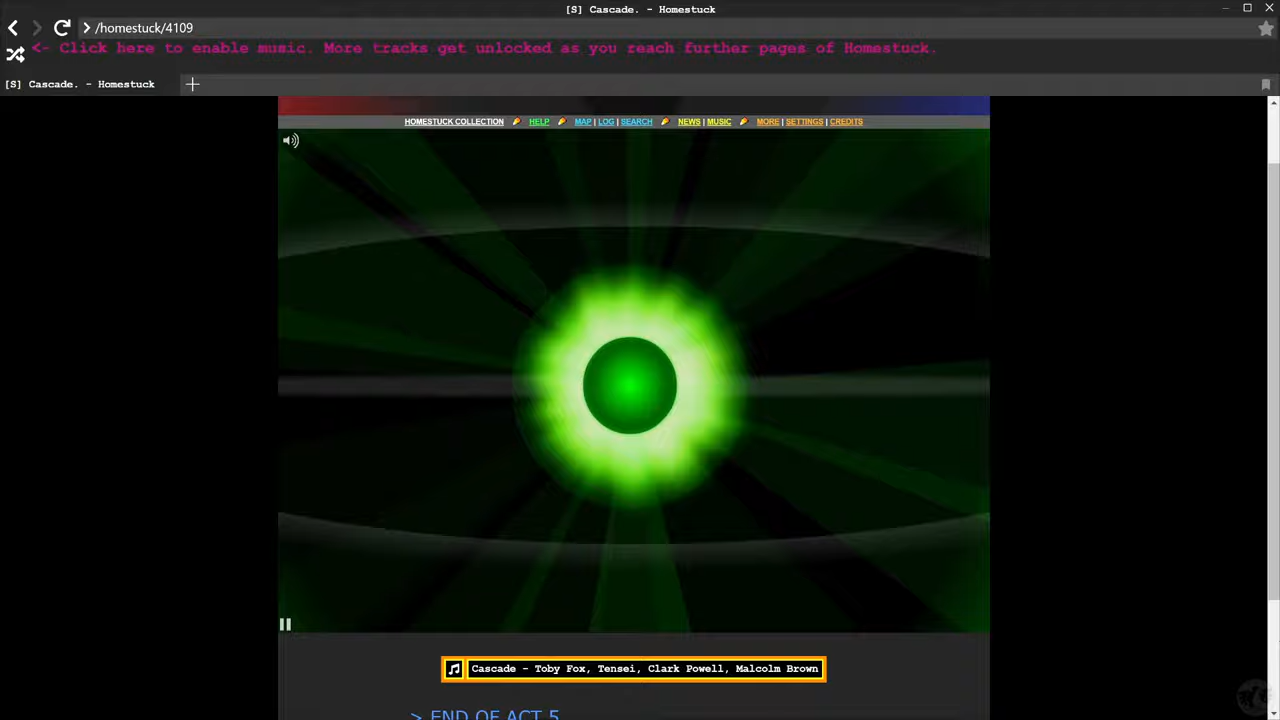 [S] Cascade. - Homestuck
/homestuck/4109
<- Click here to enable music. More tracks get unlocked as you reach further pages of Homestuck.
[S] Cascade. - Homestuck
HOMESTUCK COLLECTION HELP MAP | LOG | SEARCH NEWS | MUSIC MORE | SETTINGS | CREDITS
Cascade - Toby Fox, Tensei, Clark Powell, Malcolm Brown
> END OF ACT 5